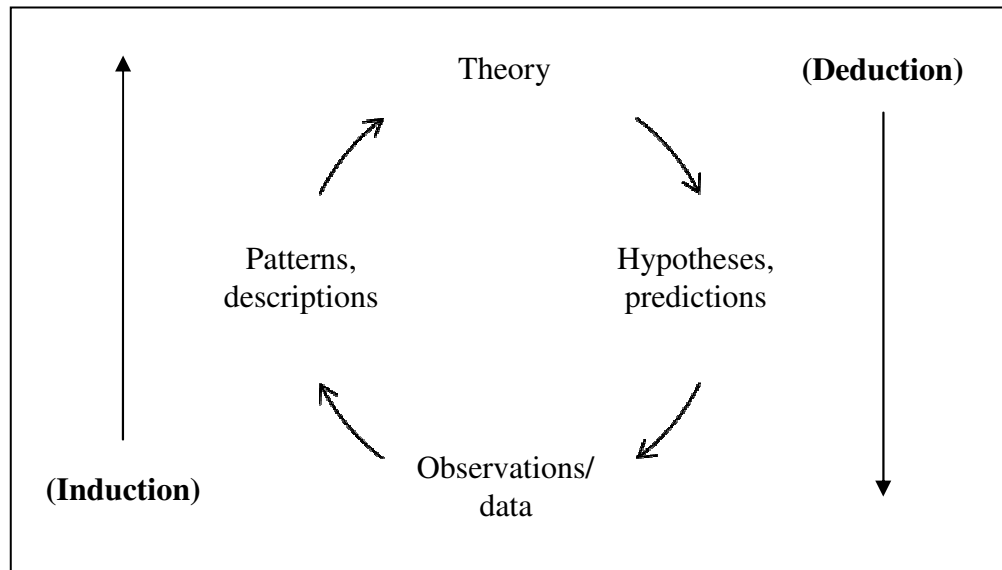 Theory
(Deduction)
Patterns,
descriptions
Hypotheses,
predictions
(Induction)
Observations/
data